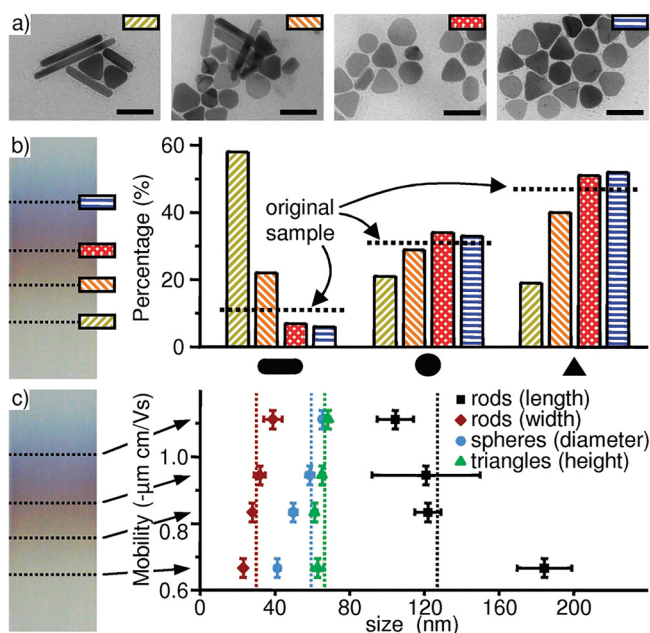 a)
b)
60
40
20
0
Percentage (%)
original
sample
c)
Mobility (-µm cm/Vs)
1.0
0.8
0.6
0
40
80
120
160
200
size (nm)
rods (length)
rods (width)
spheres (diameter)
triangles (height)